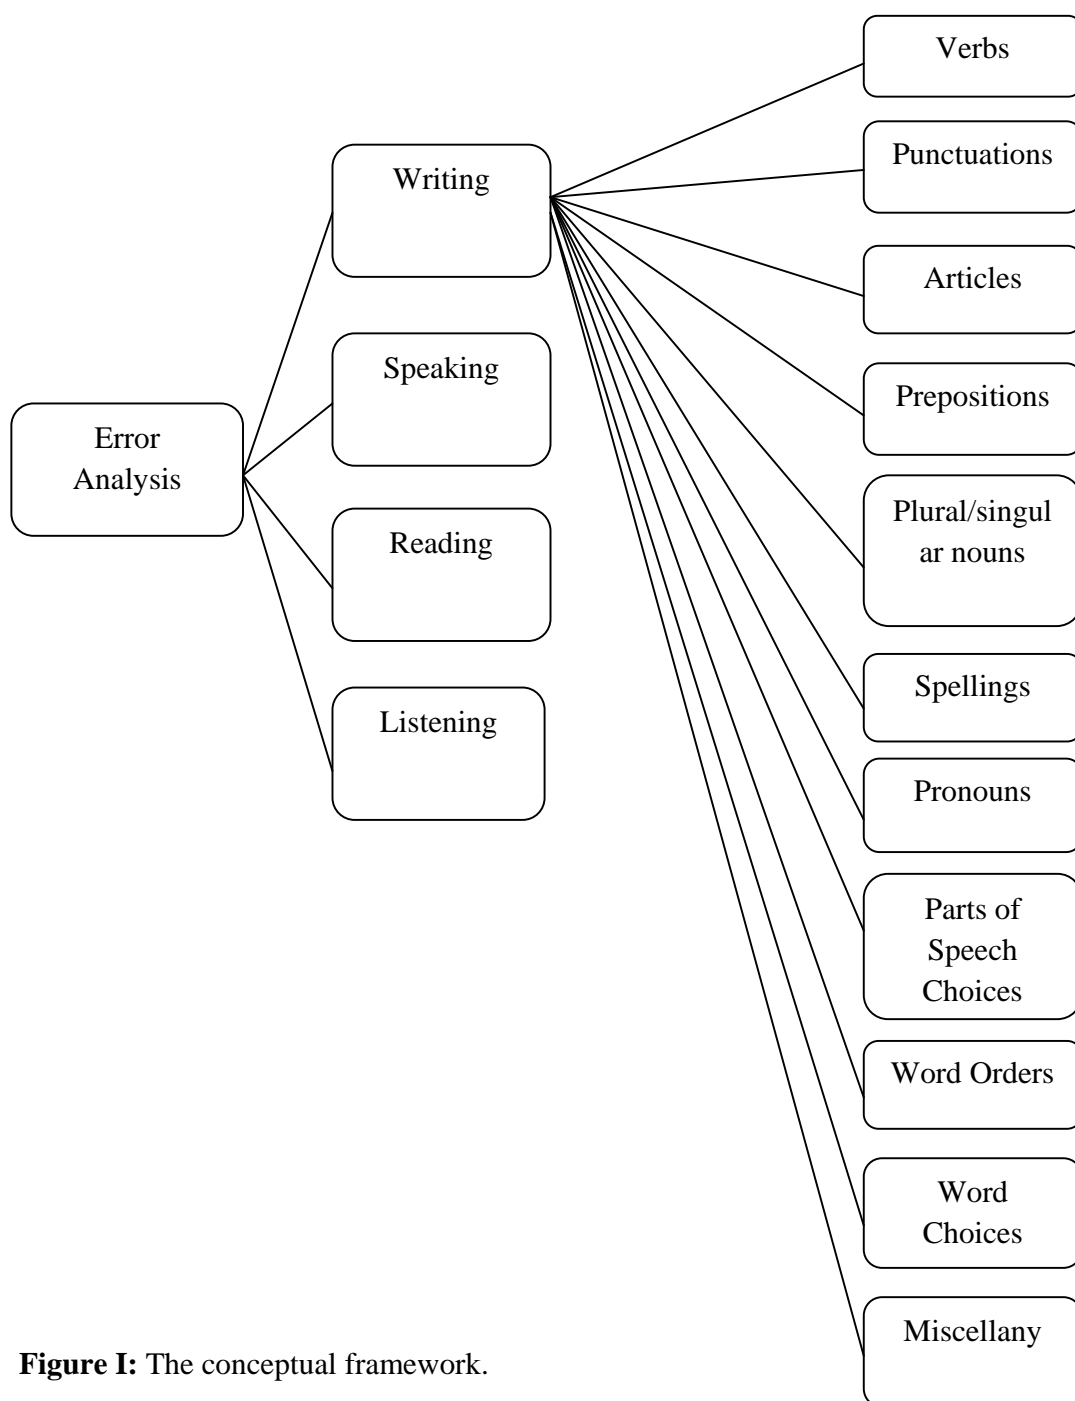 Error
Analysis
Writing
Speaking
Reading
Listening
Verbs
Punctuations
Articles
Prepositions
Plural/singul
ar nouns
Spellings
Pronouns
Parts of
Speech
Choices
Word Orders
Word
Choices
Miscellany
Figure I: The conceptual framework.